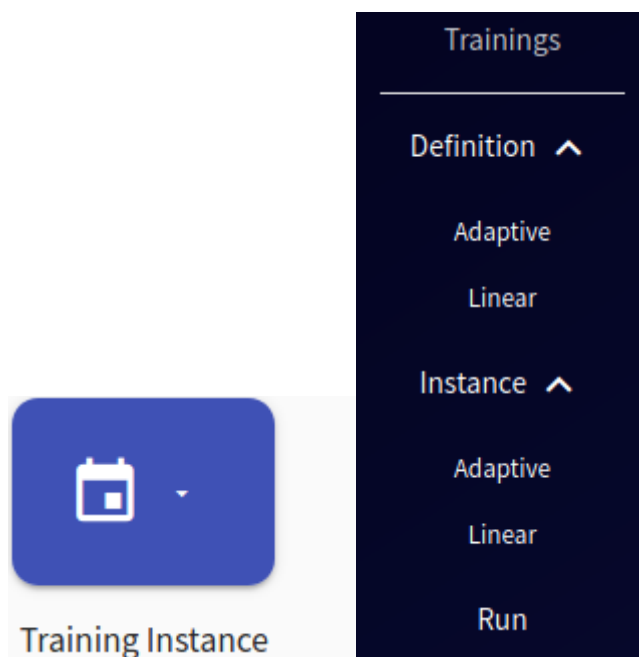 Trainings
Definition
Adaptive
Linear
Instance
Adaptive
Linear
Run
Training Instance